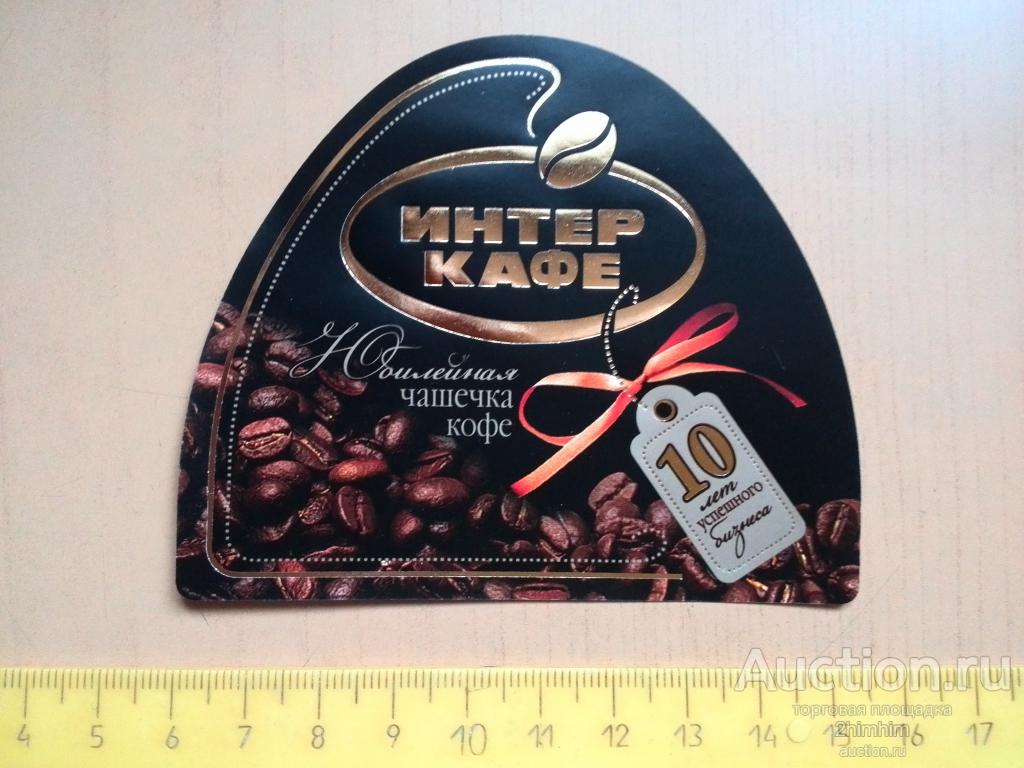 ИНТЕР
КАФЕ
Юбилейная
чашечка
кофе
10
лет
успешного
бизнеса
Auction.ru
торговая площадка
2himhim
auction.ru
4 5 6 7 8 9 10 11 12 13 14 15 16 17